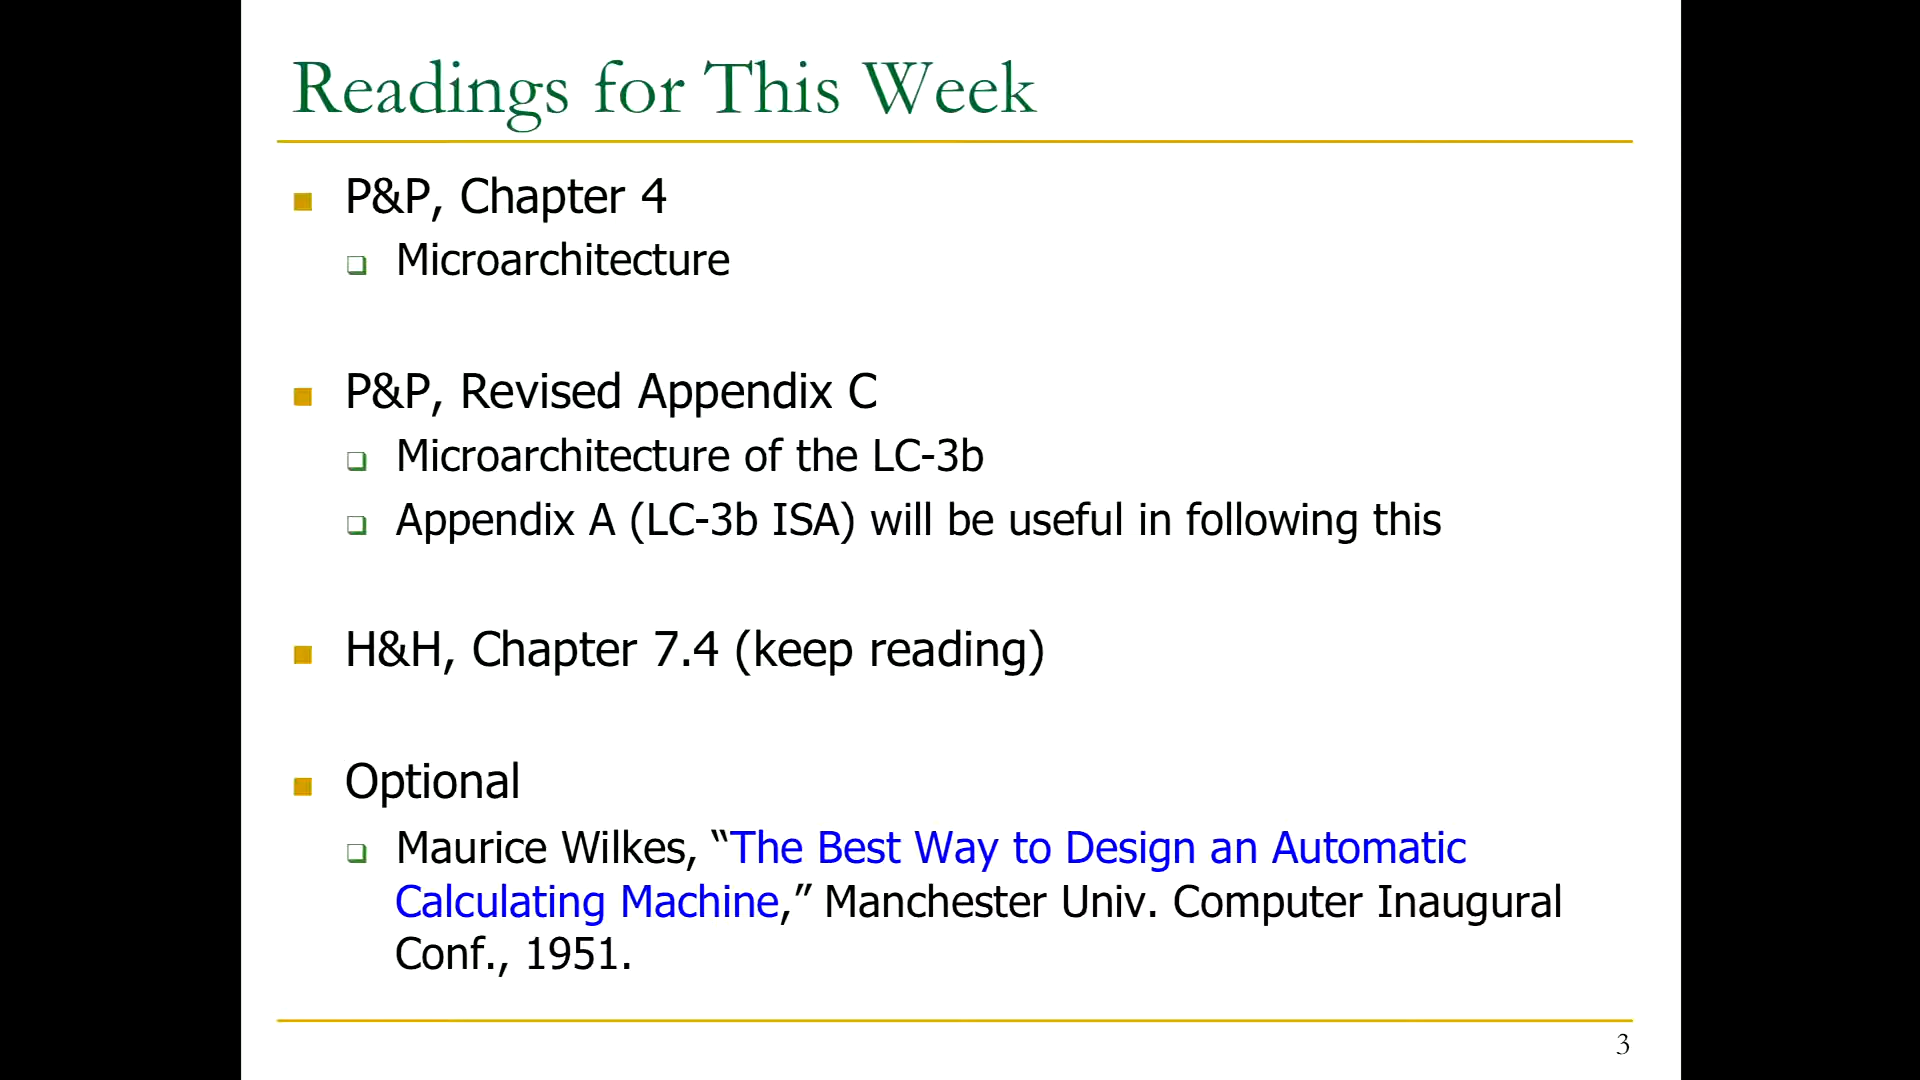 Readings for This Week
P&P, Chapter 4
Microarchitecture
P&P, Revised Appendix C
Microarchitecture of the LC-3b
Appendix A (LC-3b ISA) will be useful in following this
H&H, Chapter 7.4 (keep reading)
Optional
Maurice Wilkes, “The Best Way to Design an Automatic
Calculating Machine,” Manchester Univ. Computer Inaugural
Conf., 1951.
3